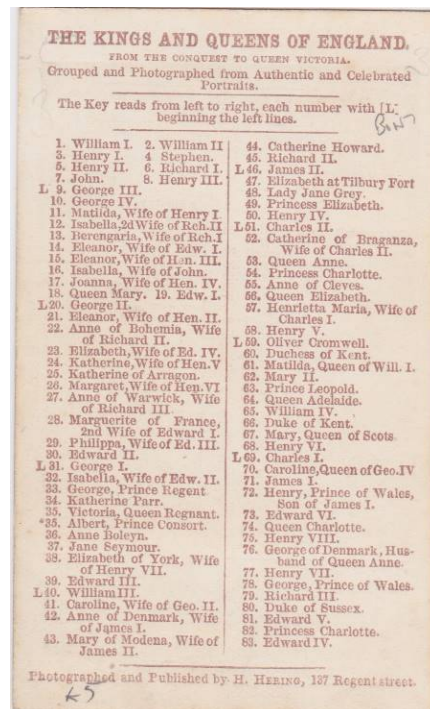 THE KINGS AND QUEENS OF ENGLAND,
FROM THE CONQUEST TO QUEEN VICTORIA.
Grouped and Photographed from Authentic and Celebrated
Portraits.
The Key reads from left to right, each number with [L]
beginning the left lines.
1. William I. 2. William II
3. Henry I. 4 Stephen.
5. Henry II. 6. Richard I.
7. John. 8. Henry III.
L 9. George III.
10. George IV.
11. Matilda, Wife of Henry I
12. Isabella, 2d Wife of Rch. II
13. Berengaria, Wife of Rch. I
14. Eleanor, Wife of Edw. I.
15. Eleanor, Wife of Hen. III.
16. Isabella, Wife of John.
17. Joanna, Wife of Hen. IV.
18. Queen Mary. 19. Edw. I.
L 20. George II.
21. Eleanor, Wife of Hen. II.
22. Anne of Bohemia, Wife
of Richard II.
23. Elizabeth, Wife of Ed. IV.
24. Katherine, Wife of Hen. V
25. Katherine of Arragon.
26. Margaret, Wife of Hen. VI
27. Anne of Warwick, Wife
of Richard III
28. Marguerite of France,
2nd Wife of Edward I.
29. Philippa, Wife of Ed. III.
30. Edward II.
L 31. George I.
32. Isabella, Wife of Edw. II.
33. George, Prince Regent
34. Katherine Parr.
35. Victoria, Queen Regnant.
*35. Albert, Prince Consort.
36. Anne Boleyn.
37. Jane Seymour.
38. Elizabeth of York, Wife
of Henry VII.
39. Edward III.
L 40. William III.
41. Caroline, Wife of Geo. II.
42. Anne of Denmark, Wife
of James I.
43. Mary of Modena, Wife of
James II.
44. Catherine Howard.
45. Richard II.
L 46. James II.
47. Elizabeth at Tilbury Fort
48. Lady Jane Grey.
49. Princess Elizabeth.
50. Henry IV.
L 51. Charles II.
52. Catherine of Braganza,
Wife of Charles II.
53. Queen Anne.
54. Princess Charlotte.
55. Anne of Cleves.
56. Queen Elizabeth.
57. Henrietta Maria, Wife of
Charles I.
58. Henry V.
L 59. Oliver Cromwell.
60. Duchess of Kent.
61. Matilda, Queen of Will. I.
62. Mary II.
63. Prince Leopold.
64. Queen Adelaide.
65. William IV.
66. Duke of Kent.
67. Mary, Queen of Scots
68. Henry VI.
L 69. Charles I.
70. Caroline, Queen of Geo. IV
71. James I.
72. Henry, Prince of Wales,
Son of James I.
73. Edward VI.
74. Queen Charlotte.
75. Henry VIII.
76. George of Denmark, Hus-
band of Queen Anne.
77. Henry VII.
78. George, Prince of Wales.
79. Richard III.
80. Duke of Sussex.
81. Edward V.
82. Princess Charlotte.
83. Edward IV.
Photographed and Published by H. HERING, 137 Regent street.